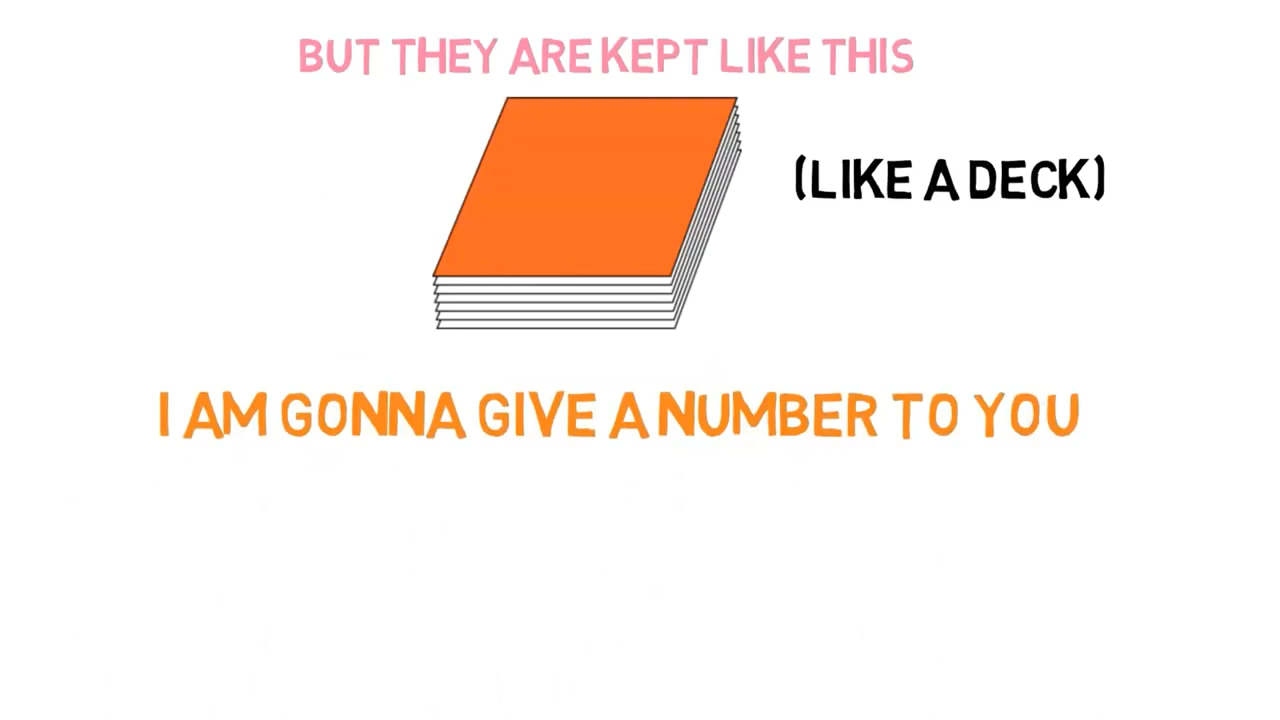 BUT THEY ARE KEPT LIKE THIS
(LIKE A DECK)
I AM GONNA GIVE A NUMBER TO YOU